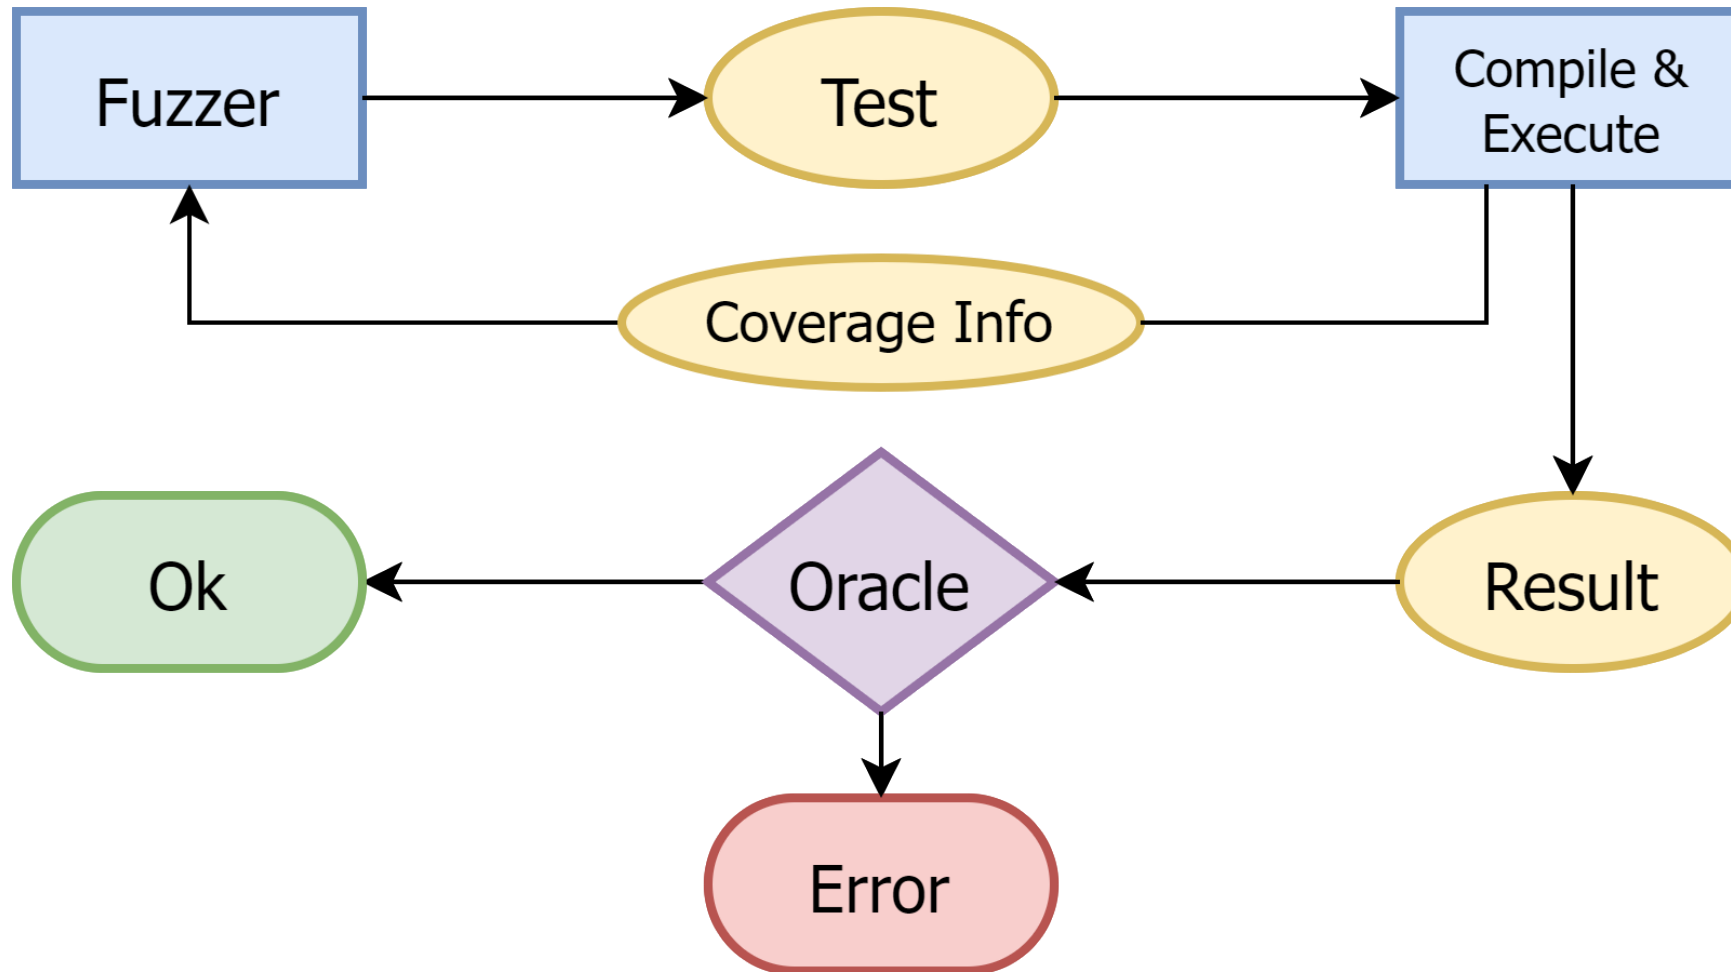 Fuzzer
Test
Compile &
Execute
Coverage Info
Ok
Oracle
Result
Error